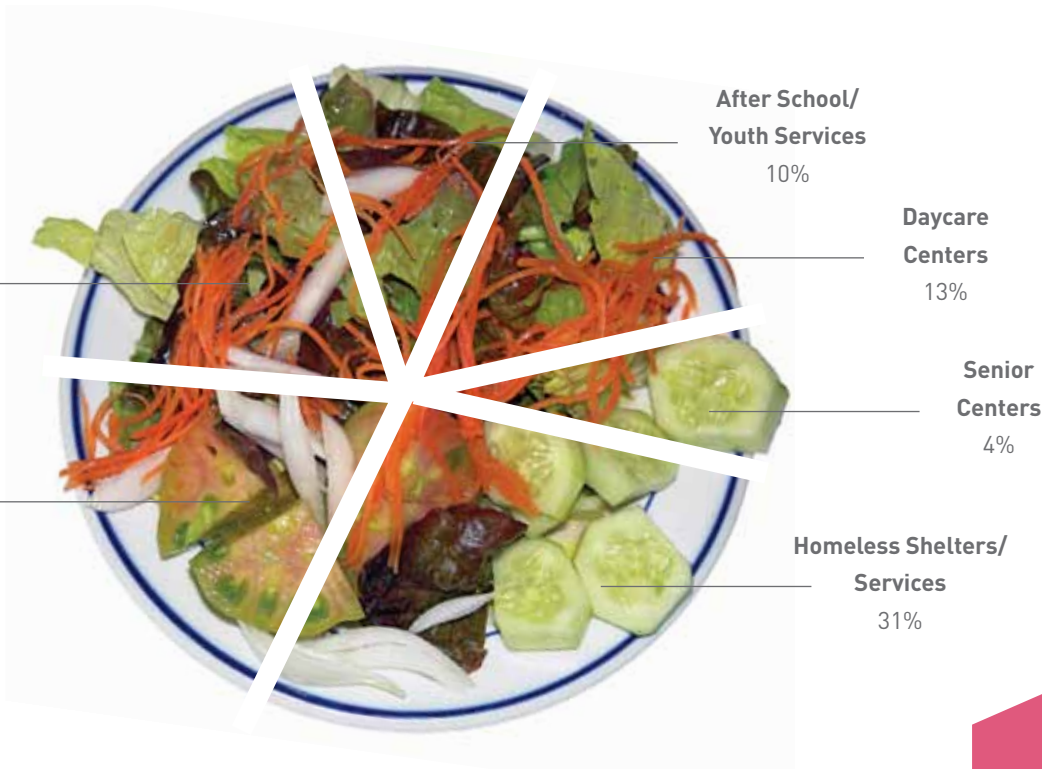 After School/
Youth Services
10%
Daycare
Centers
13%
Senior
Centers
4%
Homeless Shelters/
Services
31%